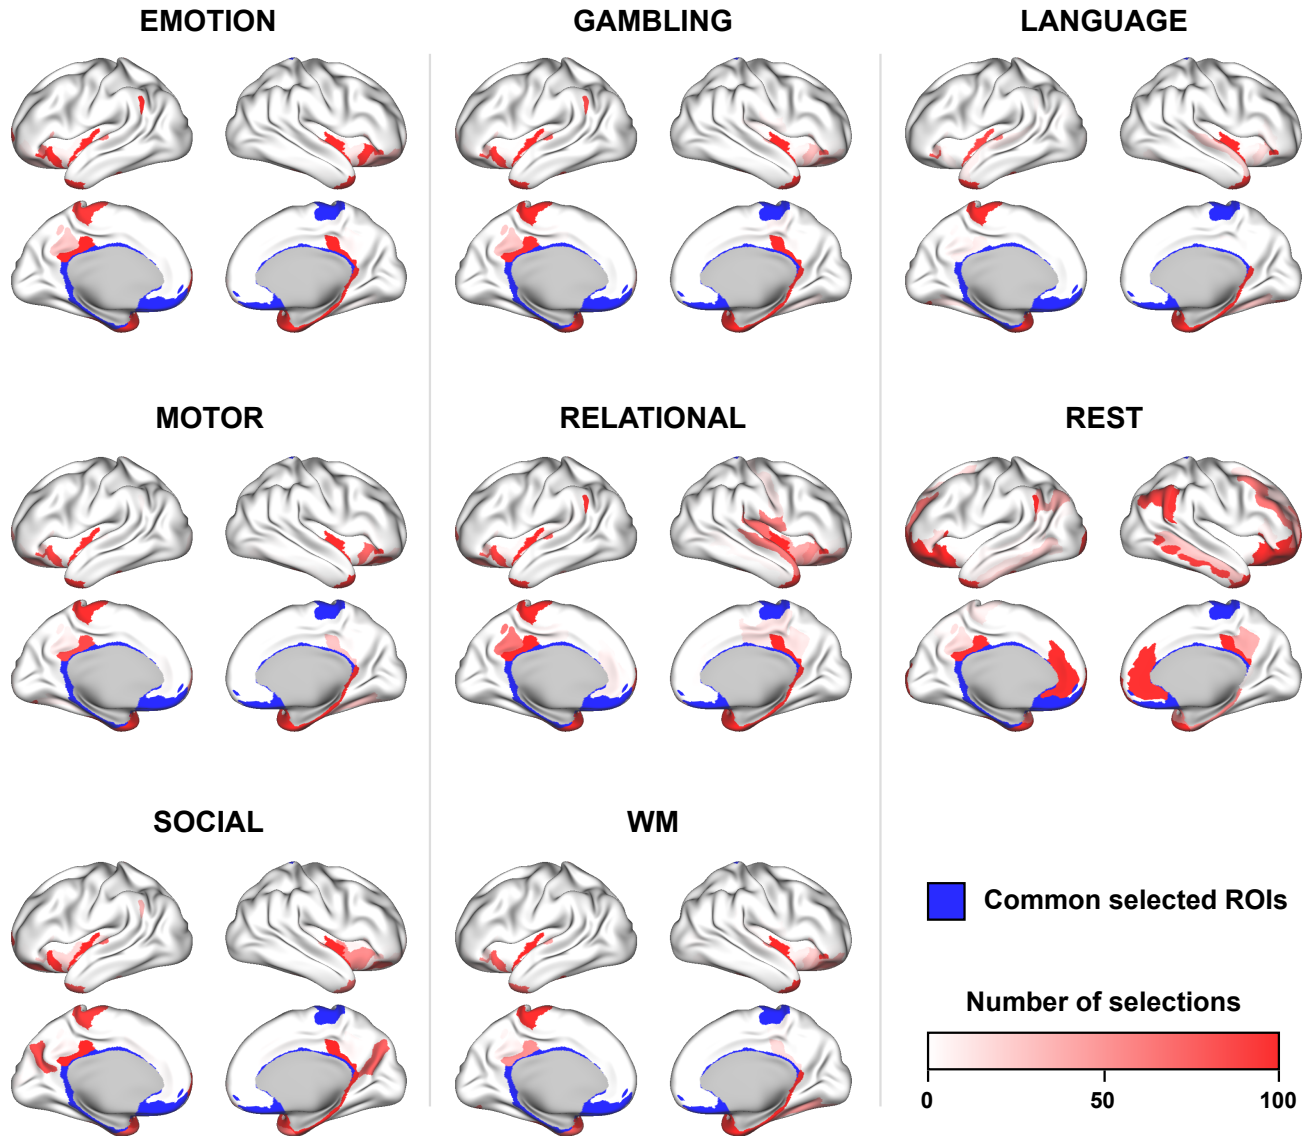 EMOTION
GAMBLING
LANGUAGE
MOTOR
RELATIONAL
REST
SOCIAL
WM
Common selected ROIs
Number of selections
0
50
100